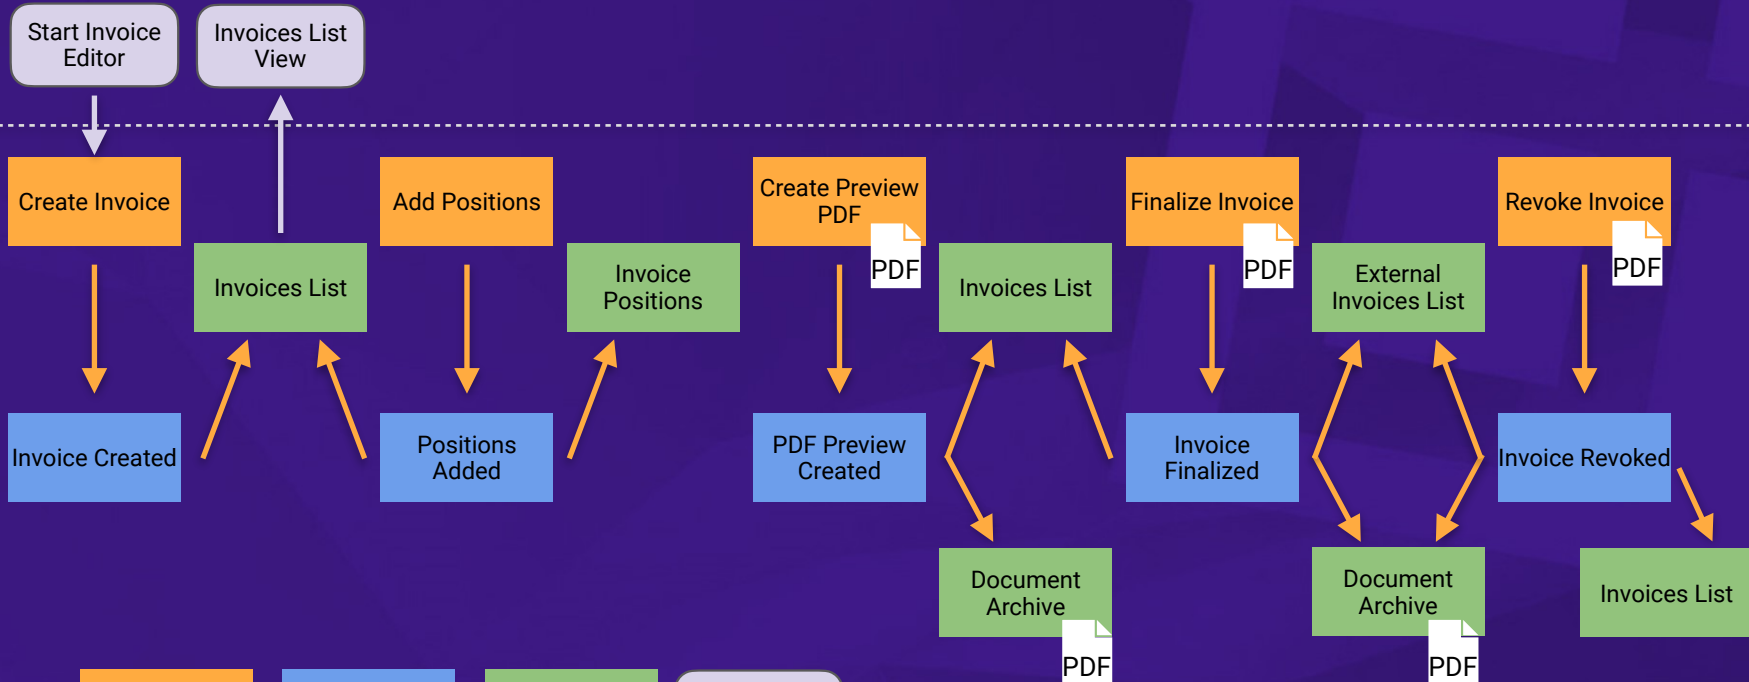 Start Invoice
Editor
Invoices List
View
Create Invoice
Add Positions
Create Preview
PDF
PDF
Finalize Invoice
PDF
Revoke Invoice
PDF
Invoices List
Invoice
Positions
Invoices List
External
Invoices List
Invoice Created
Positions
Added
PDF Preview
Created
Invoice
Finalized
Invoice Revoked
Document
Archive
PDF
Document
Archive
PDF
Invoices List